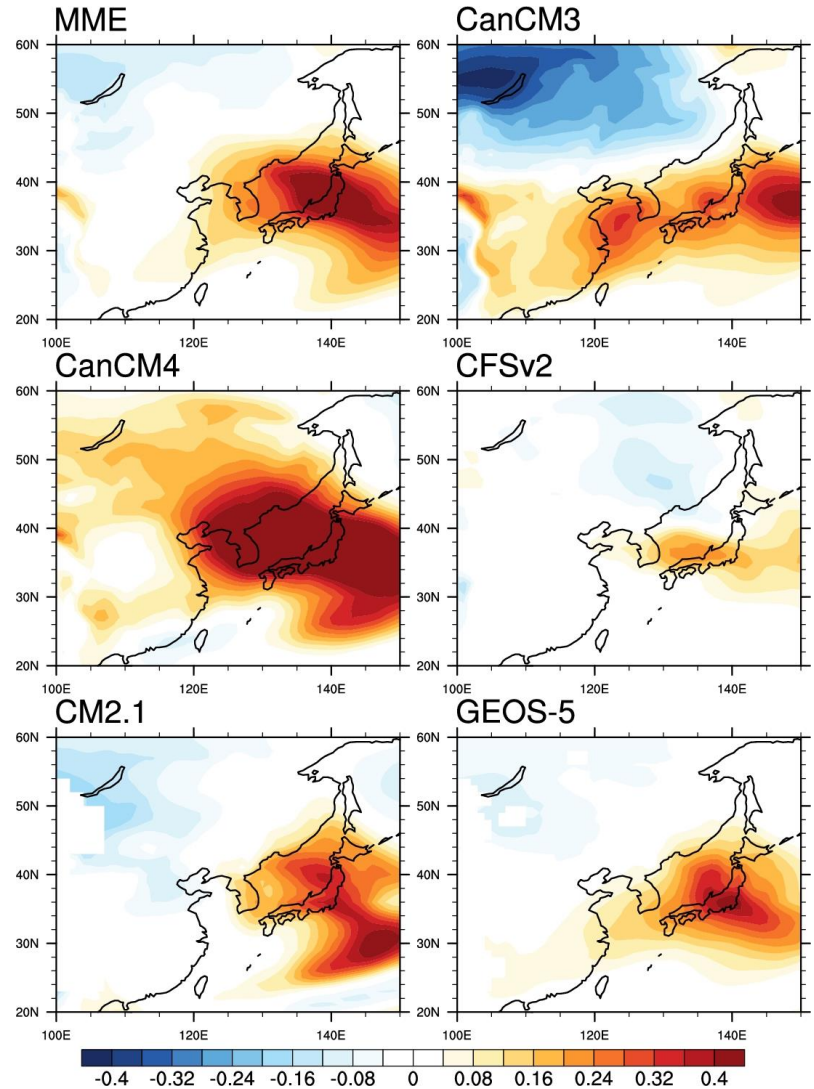 MME CanCM3
60N 60N
50N 50N
40N 40N
30N 30N
20N 20N
100E 120E 140E 100E 120E 140E
CanCM4 CFSv2
60N 60N
50N 50N
40N 40N
30N 30N
20N 20N
100E 120E 140E 100E 120E 140E
CM2.1 GEOS-5
60N 60N
50N 50N
40N 40N
30N 30N
20N 20N
100E 120E 140E 100E 120E 140E
-0.4 -0.32 -0.24 -0.16 -0.08 0 0.08 0.16 0.24 0.32 0.4